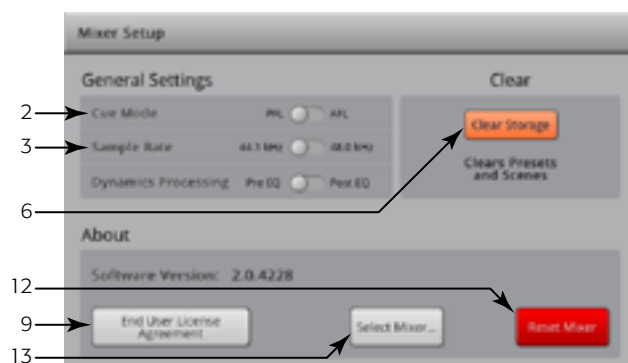 Mixer Setup
General Settings
Clear
2
Cue Mode PFL AFL
Clear Storage
3
Sample Rate 44.1 kHz 48.0 kHz
Clears Presets
and Scenes
Dynamics Processing Pre EQ Post EQ
6
About
Software Version: 2.0.4228
12
9
End User License
Agreement
Select Mixer...
Reset Mixer
13